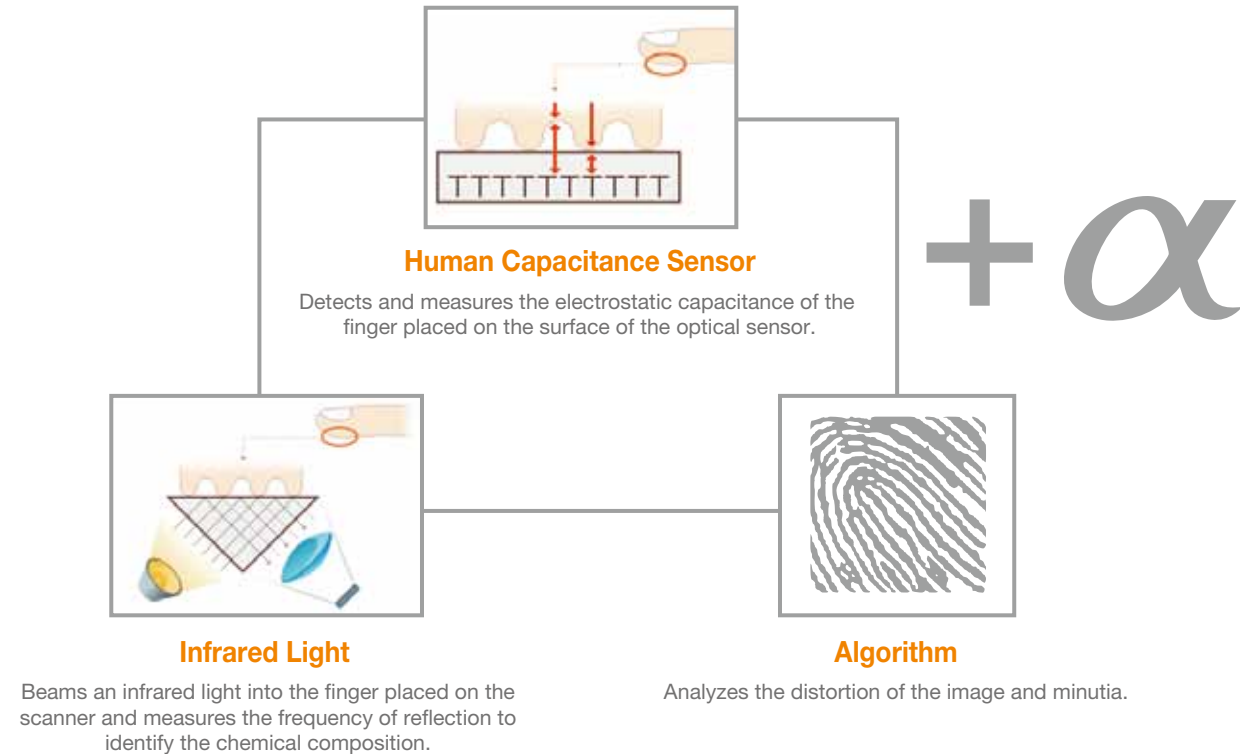 +α
Human Capacitance Sensor
Detects and measures the electrostatic capacitance of the
finger placed on the surface of the optical sensor.
Infrared Light
Beams an infrared light into the finger placed on the
scanner and measures the frequency of reflection to
identify the chemical composition.
Algorithm
Analyzes the distortion of the image and minutia.